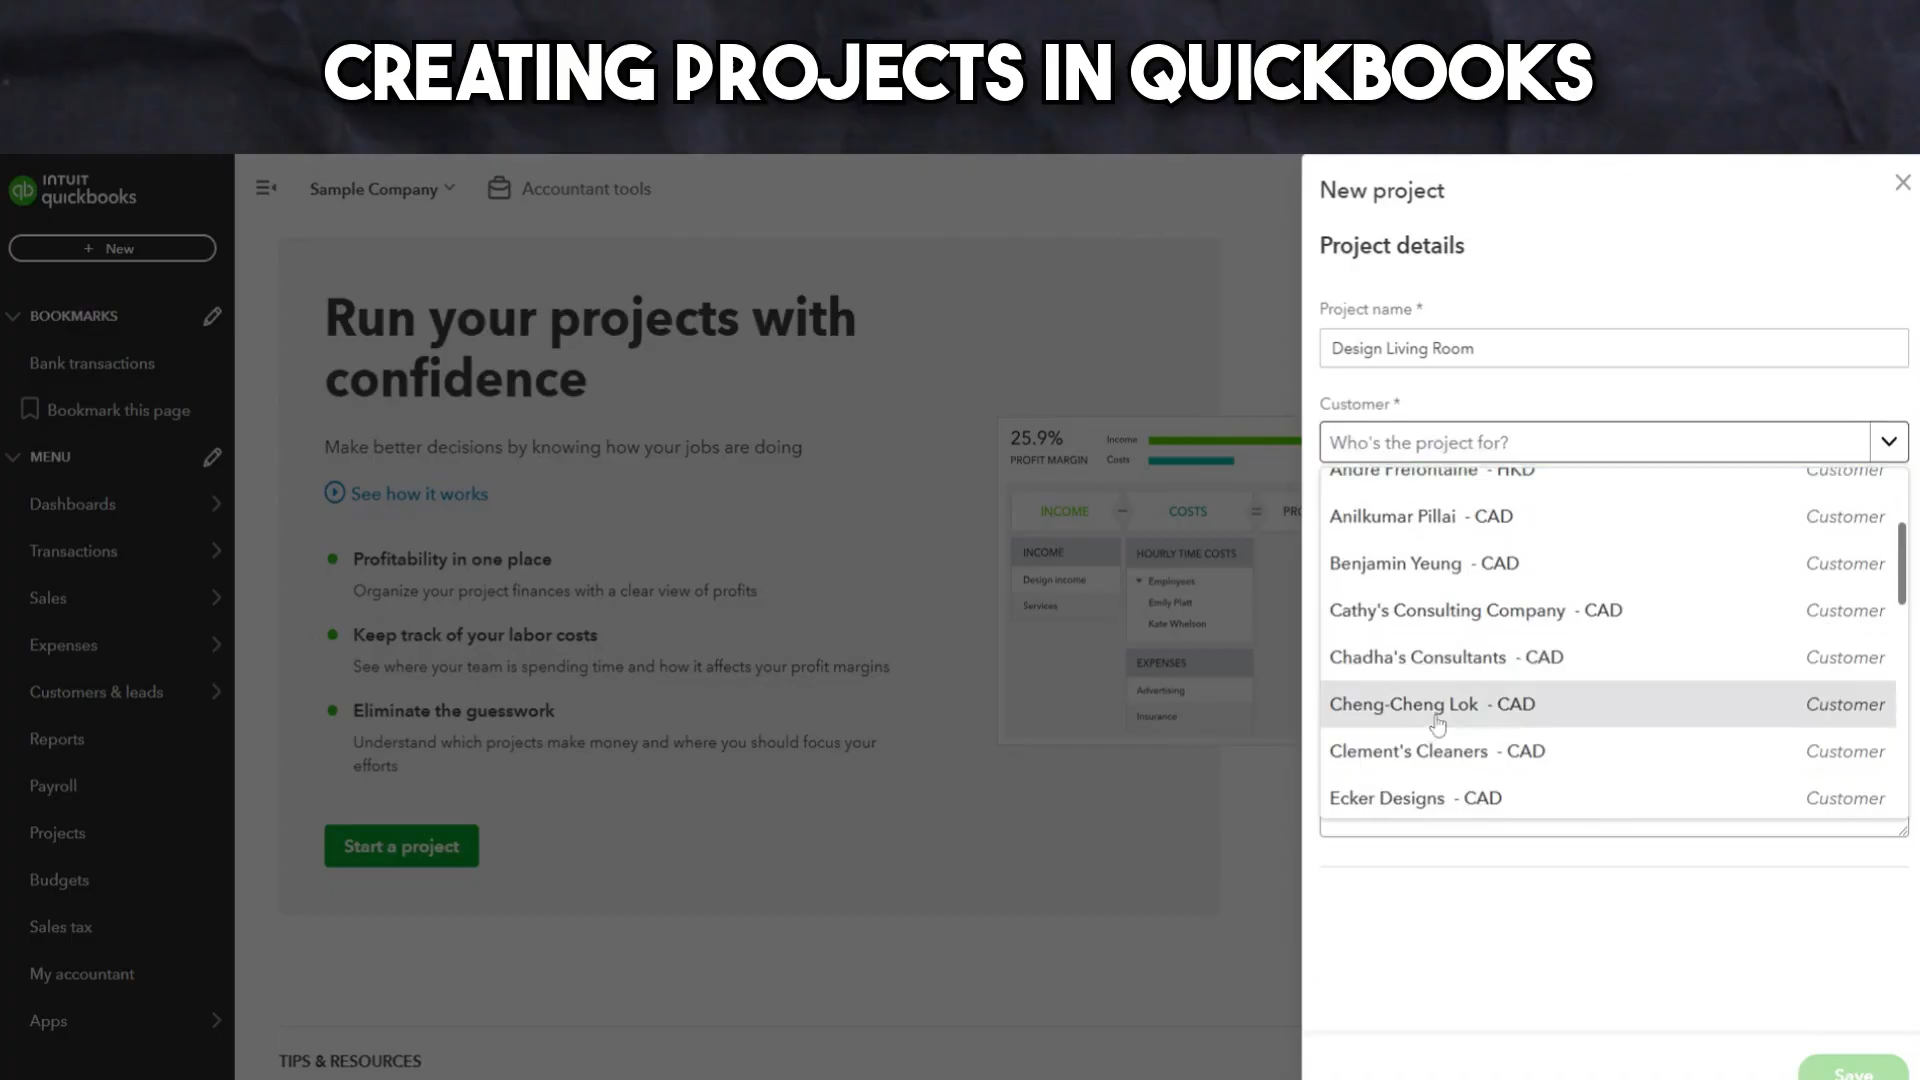 CREATING PROJECTS IN QUICKBOOKS
INTUIT
quickbooks
qb
+ New
BOOKMARKS
Bank transactions
Bookmark this page
MENU
Dashboards
Transactions
Sales
Expenses
Customers & leads
Reports
Payroll
Projects
Budgets
Sales tax
My accountant
Apps
Sample Company
Accountant tools
Run your projects with
confidence
Make better decisions by knowing how your jobs are doing
See how it works
Profitability in one place
Organize your project finances with a clear view of profits
Keep track of your labor costs
See where your team is spending time and how it affects your profit margins
Eliminate the guesswork
Understand which projects make money and where you should focus your
efforts
Start a project
25.9%
PROFIT MARGIN
Income
Costs
INCOME − COSTS = PR
INCOME
Design income
Services
HOURLY TIME COSTS
Employees
Emily Platt
Kate Whelson
EXPENSES
Advertising
Insurance
TIPS & RESOURCES
New project
Project details
Project name *
Design Living Room
Customer *
Who's the project for?
Andre Prefontaine - HKD Customer
Anilkumar Pillai - CAD Customer
Benjamin Yeung - CAD Customer
Cathy's Consulting Company - CAD Customer
Chadha's Consultants - CAD Customer
Cheng-Cheng Lok - CAD Customer
Clement's Cleaners - CAD Customer
Ecker Designs - CAD Customer
Save